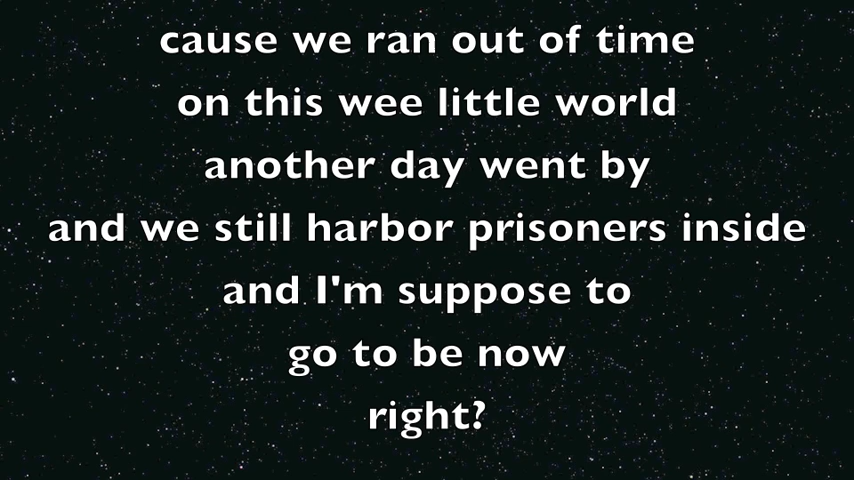 cause we ran out of time
on this wee little world
another day went by
and we still harbor prisoners inside
and I'm suppose to
go to be now
right?